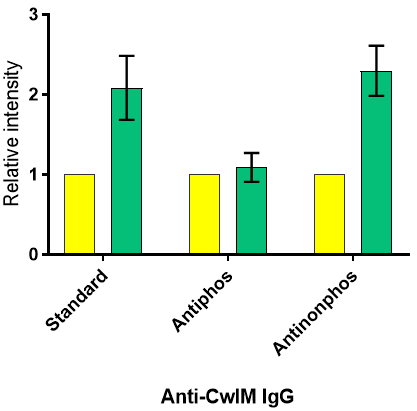 3
2
1
0
Relative intensity
Standard
Antiphos
Antinonphos
Anti-CwlM IgG